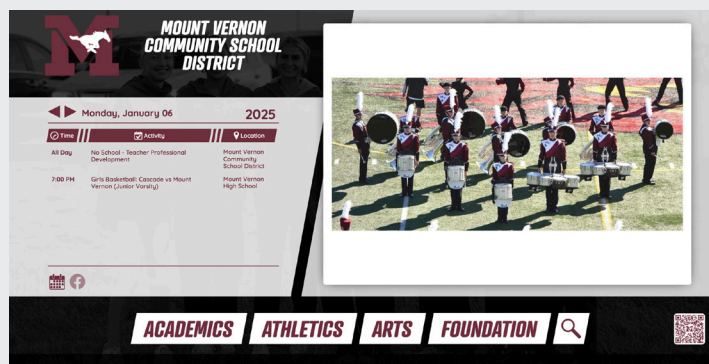 M
MOUNT VERNON
COMMUNITY SCHOOL
DISTRICT
Monday, January 06
2025
Time
Activity
Location
All Day
No School - Teacher Professional
Development
Mount Vernon
Community
School District
7:00 PM
Girls Basketball: Cascade vs Mount
Vernon (Junior Varsity)
Mount Vernon
High School
ACADEMICS
ATHLETICS
ARTS
FOUNDATION